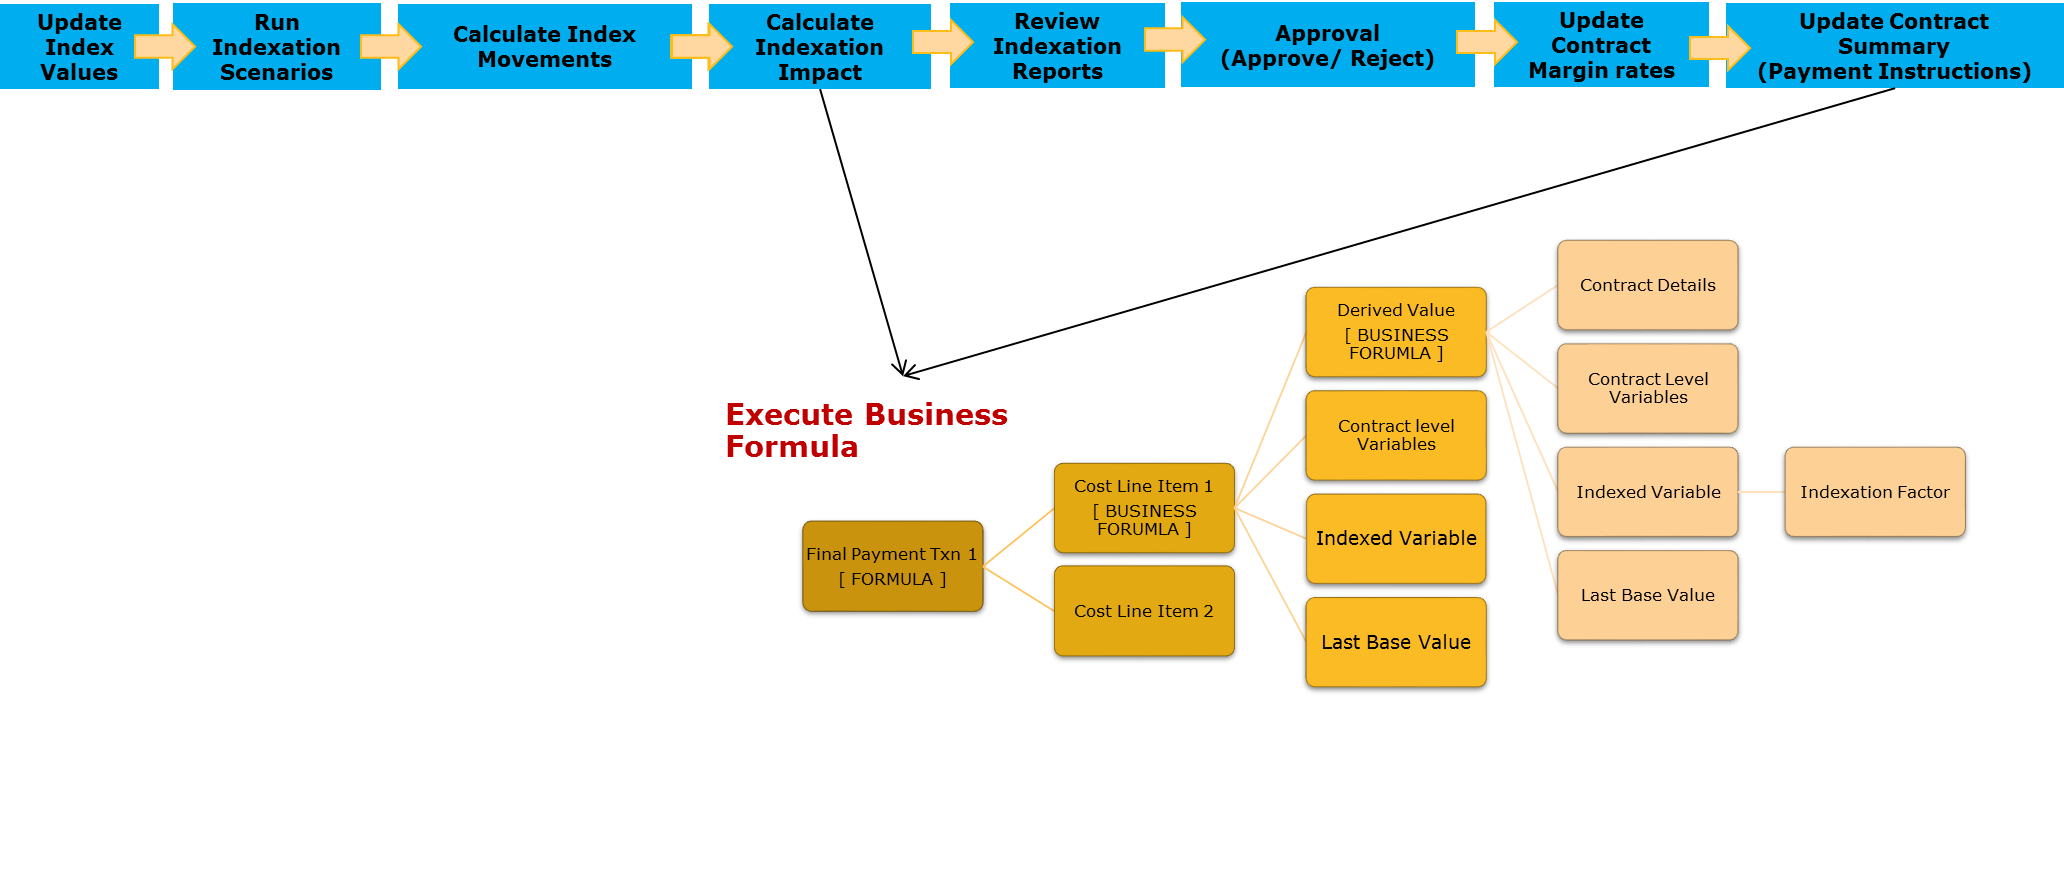 Update
Index
Values
Run
Indexation
Scenarios
Calculate Index
Movements
Calculate
Indexation
Impact
Review
Indexation
Reports
Approval
(Approve/ Reject)
Update
Contract
Margin rates
Update Contract
Summary
(Payment Instructions)
Execute Business
Formula
Final Payment Txn 1
[ FORMULA ]
Cost Line Item 1
[ BUSINESS
FORUMLA ]
Cost Line Item 2
Derived Value
[ BUSINESS
FORUMLA ]
Contract level
Variables
Indexed Variable
Last Base Value
Contract Details
Contract Level
Variables
Indexed Variable
Last Base Value
Indexation Factor